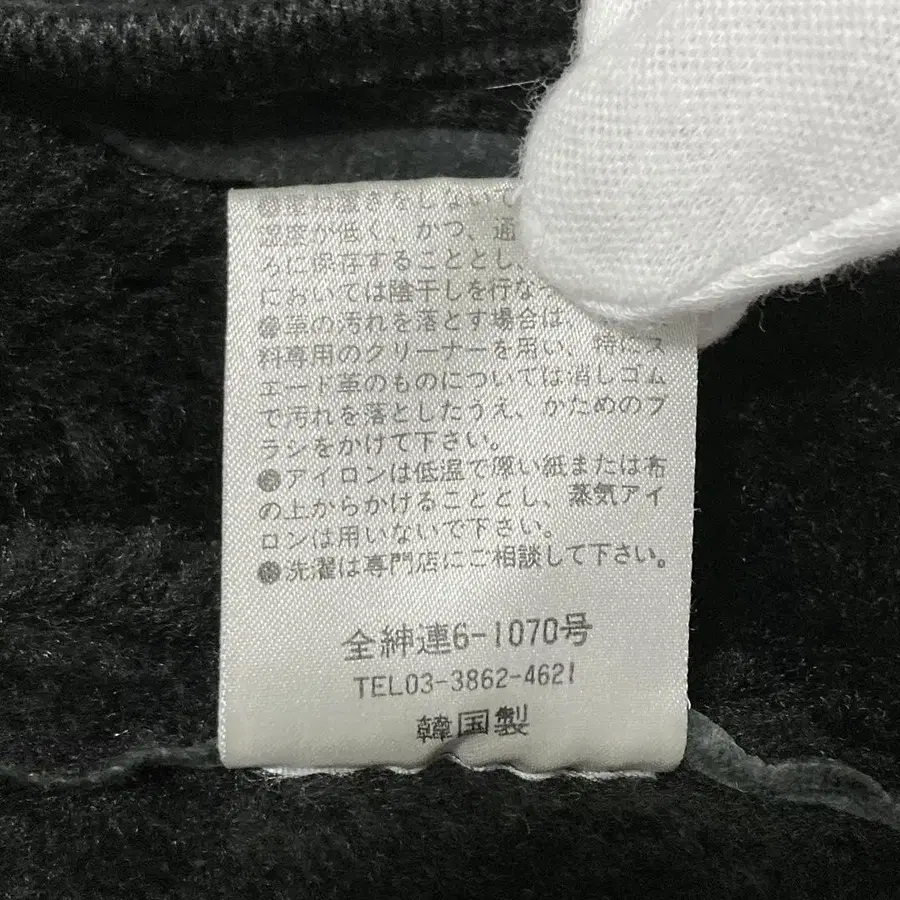 をしない
湿度が低く、かつ、通
ろに保存することとし、
においては陰干しを行な
●革の汚れを落とす場合は、
料専用のクリーナーを用い、特にス
エード革のものについては消しゴム
で汚れを落としたうえ、かためのブ
ラシをかけて下さい。
●アイロンは低温で厚い紙または布
の上からかけることとし、蒸気アイ
ロンは用いないで下さい。
●洗濯は専門店にご相談して下さい。
全紳連6-1070号
TEL03-3862-4621
韓国製